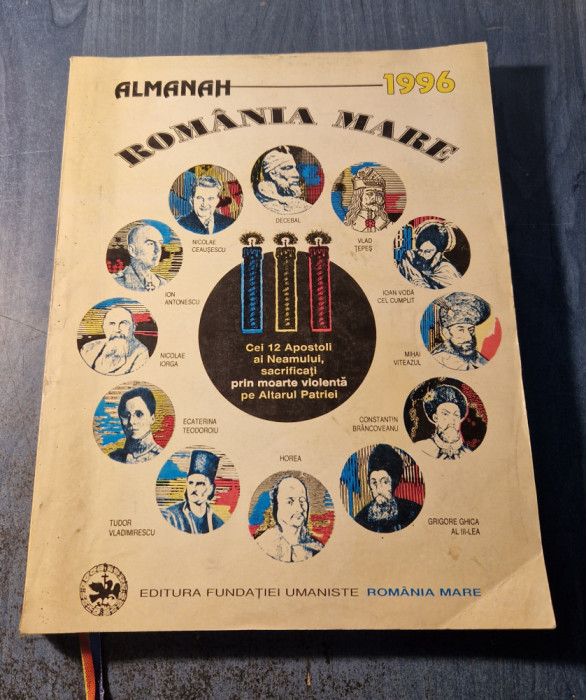 ALMANAH 1996
ROMÂNIA MARE
DECEBAL
VLAD
ȚEPEȘ
IOAN VODĂ
CEL CUMPLIT
MIHAI
VITEAZUL
CONSTANTIN
BRÂNCOVEANU
GRIGORE GHICA
AL III-LEA
HOREA
TUDOR
VLADIMIRESCU
ECATERINA
TEODOROIU
NICOLAE
IORGA
ION
ANTONESCU
NICOLAE
CEAUȘESCU
Cei 12 Apostoli
ai Neamului,
sacrificați
prin moarte violentă
pe Altarul Patriei
EDITURA FUNDAȚIEI UMANISTE ROMÂNIA MARE